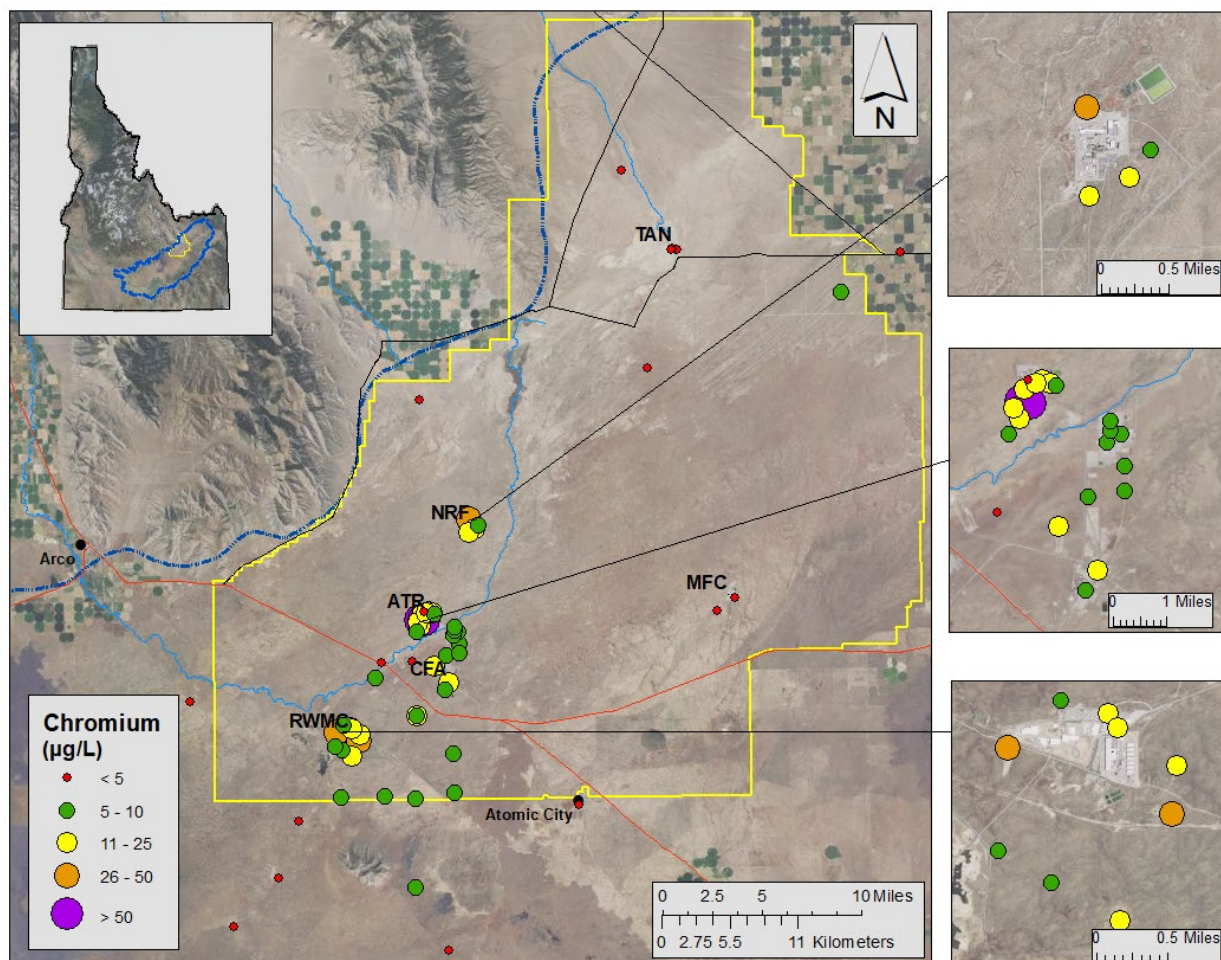 N
TAN
NRF
Arco
MFC
ATR
CFA
RWMC
Atomic City
Chromium
(µg/L)
< 5
5 - 10
11 - 25
26 - 50
> 50
0 2.5 5 10 Miles
0 2.75 5.5 11 Kilometers
0 0.5 Miles
0 1 Miles
0 0.5 Miles